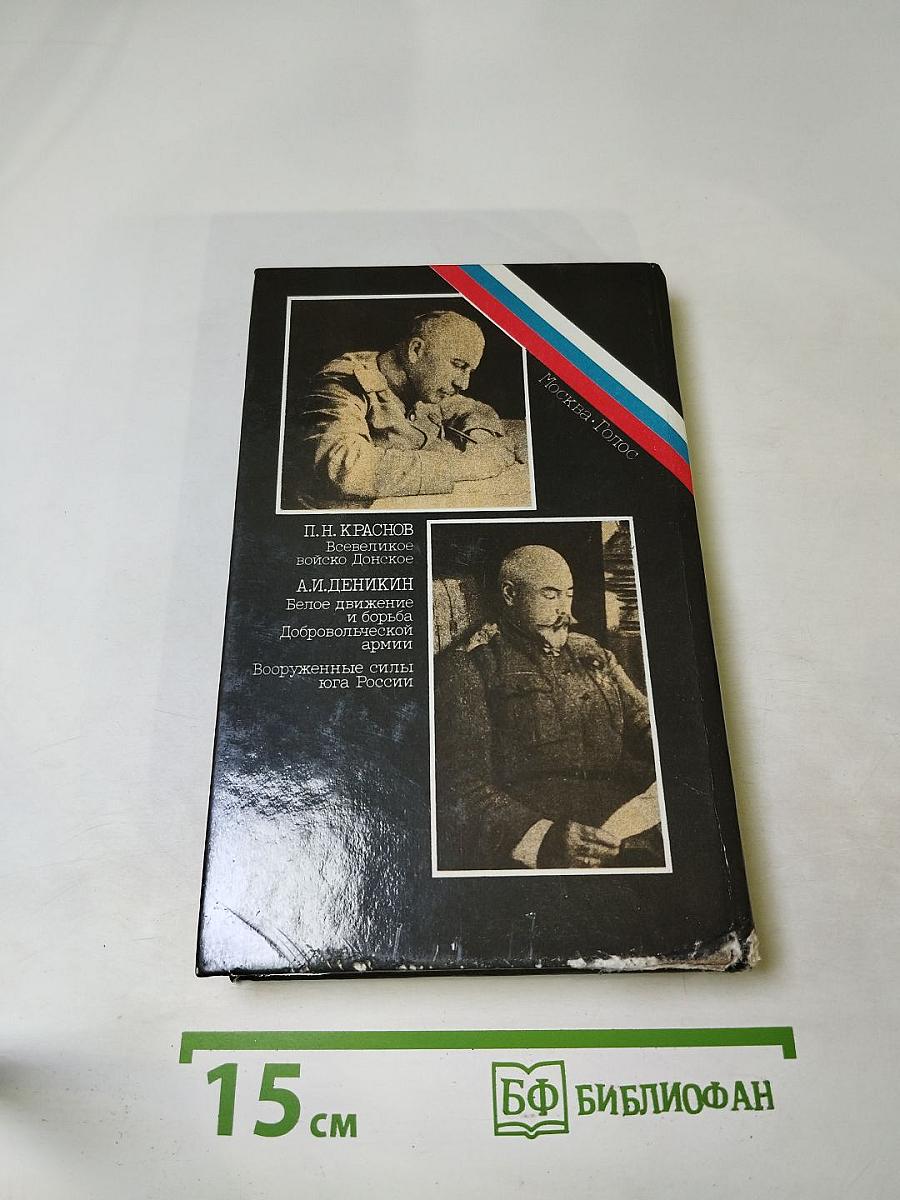 Москва·Голос
П.Н.КРАСНОВ
Всевеликое
войско Донское
А.И.ДЕНИКИН
Белое движение
и борьба
Добровольческой
армии
Вооруженные силы
юга России
15 см
БФ БИБЛИОФАН